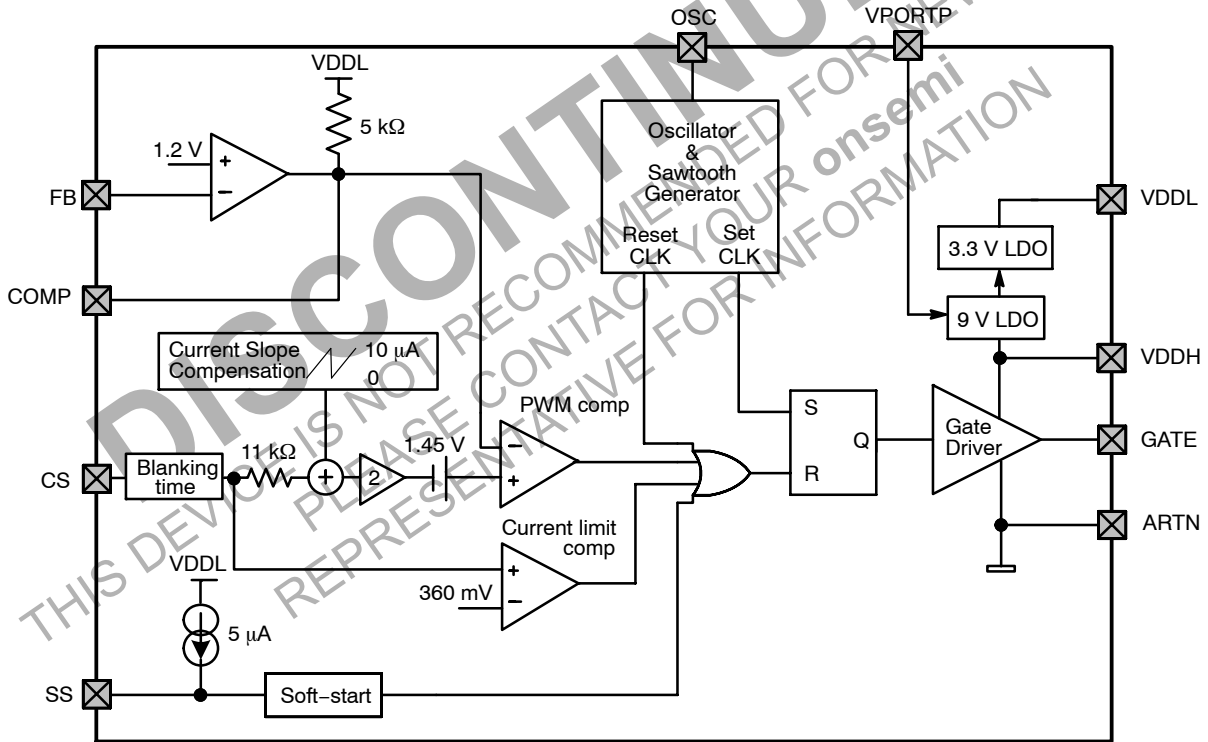 OSC
VPORTP
VDDL
5 kΩ
1.2 V
+
−
FB
COMP
Oscillator
&
Sawtooth
Generator
Reset
CLK
Set
CLK
VDDL
3.3 V LDO
9 V LDO
VDDH
Current Slope
Compensation
10 μA
0
PWM comp
−
+
1.45 V
11 kΩ
+
2
CS
Blanking
time
S
Q
R
Gate
Driver
GATE
ARTN
Current limit
comp
+
−
360 mV
VDDL
5 μA
SS
Soft−start
DISCONTINU
THIS DEVICE IS NOT RECOMMENDED FOR NEW
PLEASE CONTACT YOUR onsemi
REPRESENTATIVE FOR INFORMATION